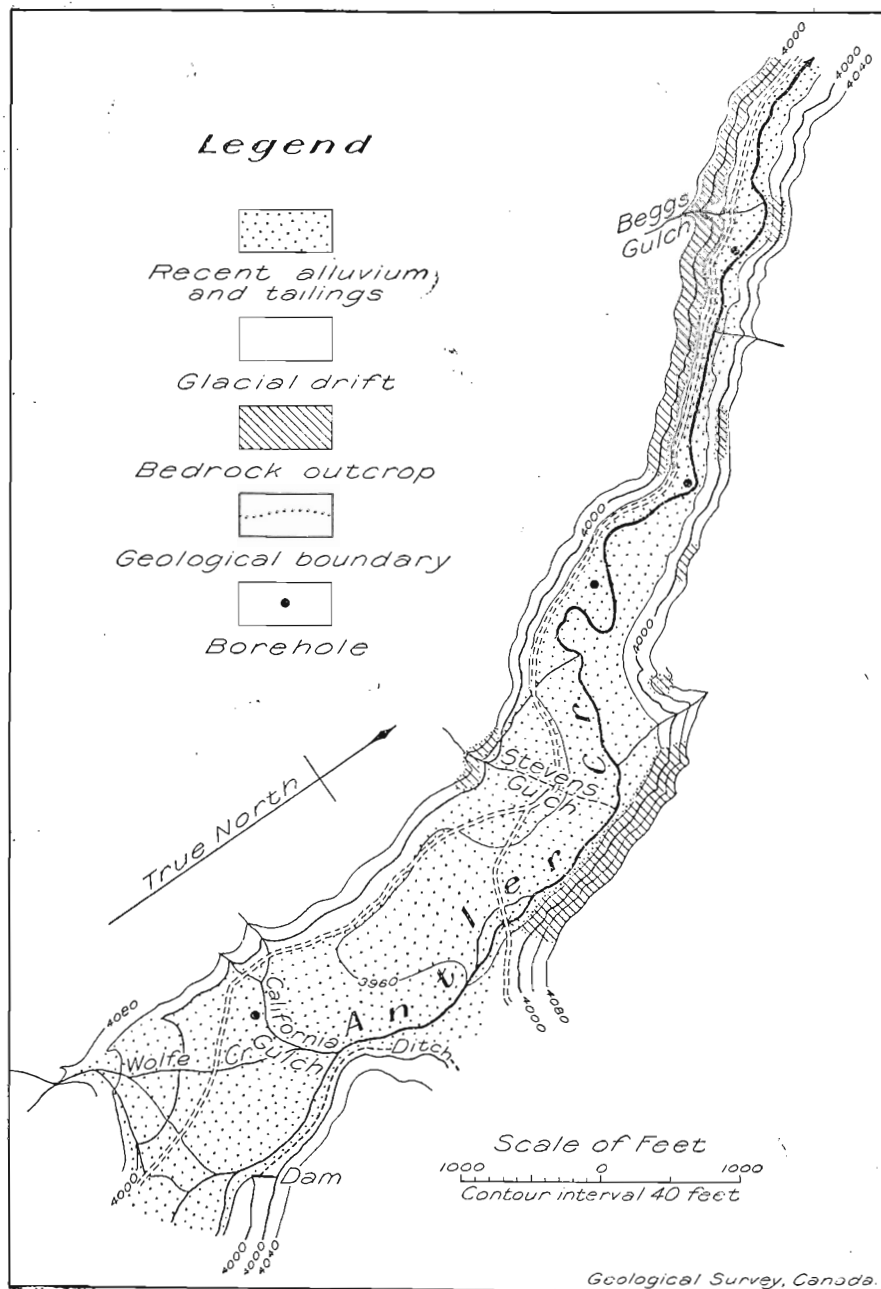 4000
4000
4040
Legend
Beggs
Gulch
Recent alluvium
and tailings
Glacial drift
Bedrock outcrop
4000
Geological boundary
Borehole
4000
Cr
Stevens
Gulch
True North
Antler
3960
4080
California
Gulch
Wolfe Cr
Ditch
4000
4080
Dam
4000
4000
4000
4040
Scale of Feet
1000 0 1000
Contour interval 40 feet
Geological Survey, Canada.